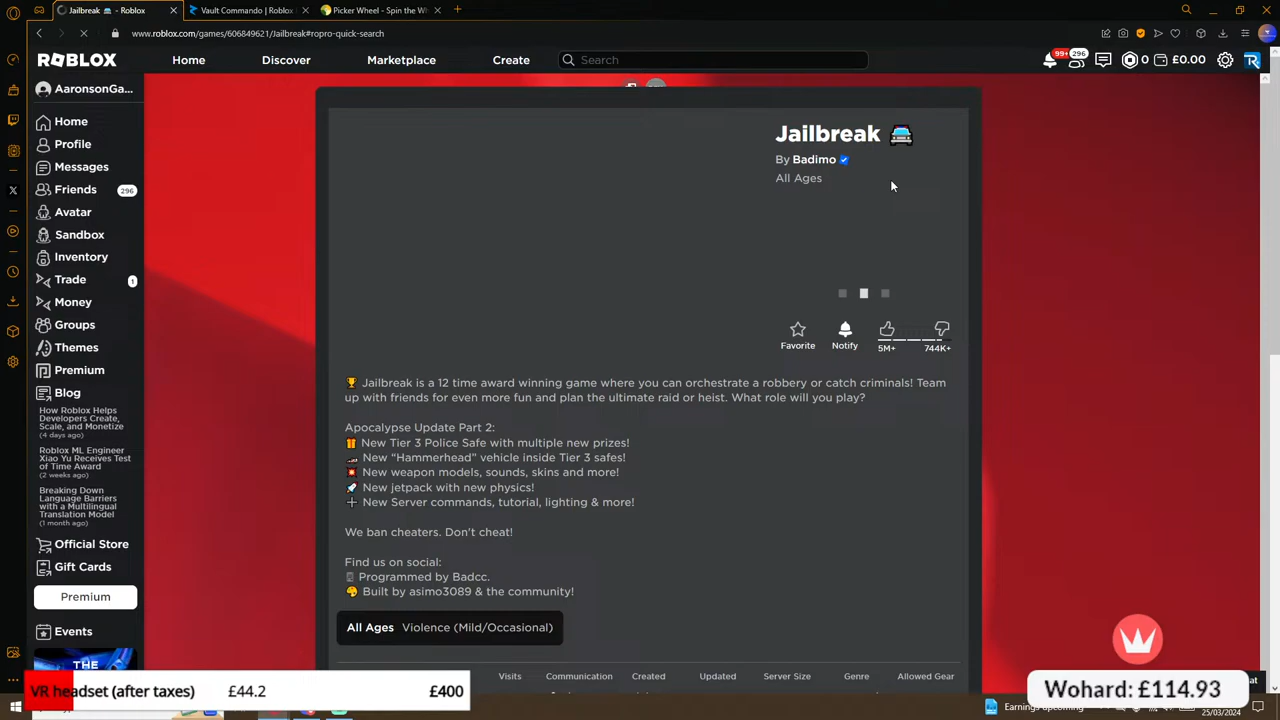 Jailbreak - Roblox
Vault Commando | Roblox
Picker Wheel - Spin the Wh
www.roblox.com/games/606849621/Jailbreak#ropro-quick-search
ROBLOX Home Discover Marketplace Create Search 99+ 296 0 £0.00
AaronsonGa...
Home
Profile
Messages
Friends 296
Avatar
Sandbox
Inventory
Trade 1
Money
Groups
Themes
Premium
Blog
How Roblox Helps
Developers Create,
Scale, and Monetize
(4 days ago)
Roblox ML Engineer
Xiao Yu Receives Test
of Time Award
(2 weeks ago)
Breaking Down
Language Barriers
with a Multilingual
Translation Model
(1 month ago)
Official Store
Gift Cards
Premium
Events
THE
Jailbreak
By Badimo
All Ages
Favorite Notify 5M+ 744K+
Jailbreak is a 12 time award winning game where you can orchestrate a robbery or catch criminals! Team
up with friends for even more fun and plan the ultimate raid or heist. What role will you play?
Apocalypse Update Part 2:
New Tier 3 Police Safe with multiple new prizes!
New “Hammerhead” vehicle inside Tier 3 safes!
New weapon models, sounds, skins and more!
New jetpack with new physics!
New Server commands, tutorial, lighting & more!
We ban cheaters. Don't cheat!
Find us on social:
Programmed by Badcc.
Built by asimo3089 & the community!
All Ages Violence (Mild/Occasional)
Visits Communication Created Updated Server Size Genre Allowed Gear
VR headset (after taxes) £44.2 £400
Wohard: £114.93
Earnings upcoming
25/03/2024